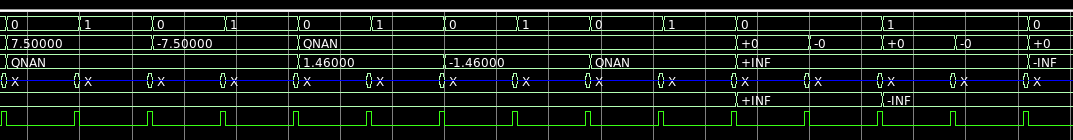 0 1 0 1 0 1 0 1 0 1 0 1 0
7.50000 -7.50000 QNAN +0 -0 +0 -0 +0
QNAN 1.46000 -1.46000 QNAN +INF -INF
X X X X X X X X X X X X X X X
+INF -INF